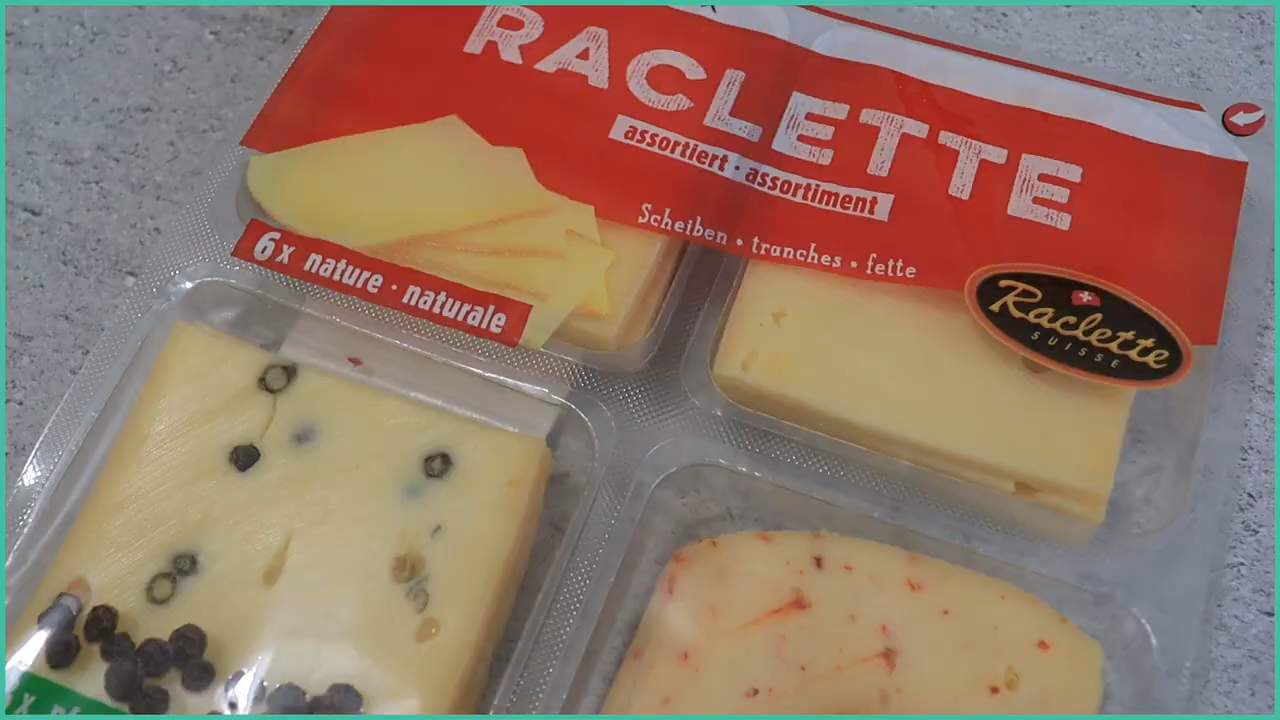 RACLETTE
assortiert · assortiment
Scheiben • tranches • fette
6x nature · naturale
Raclette
SUISSE